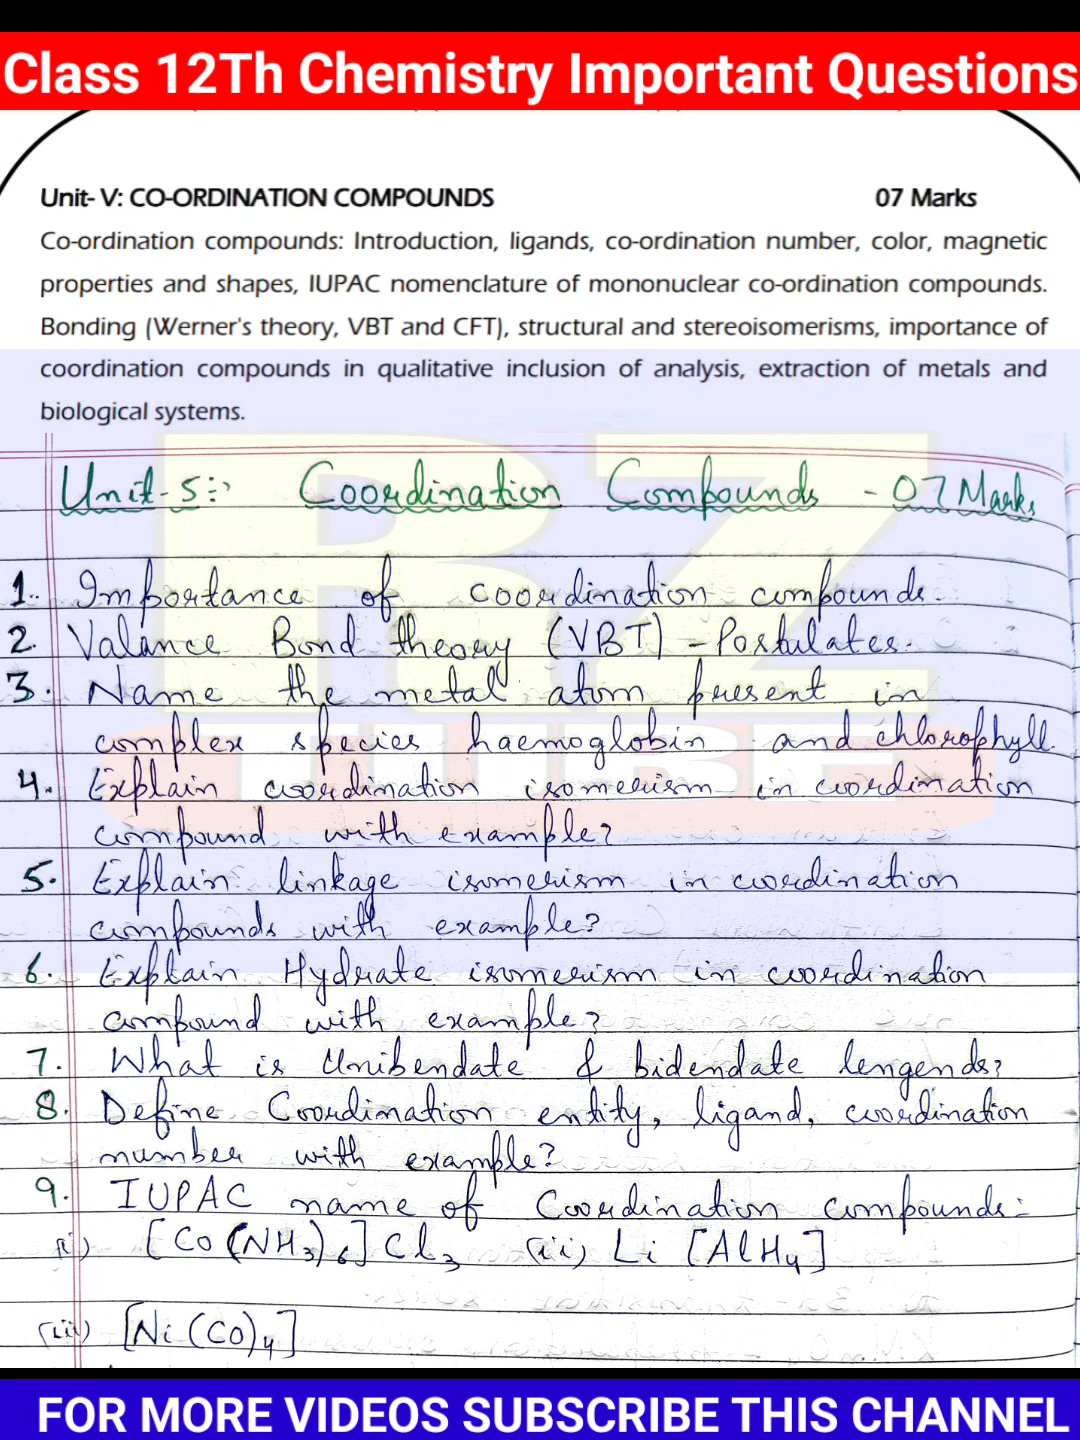 Class 12Th Chemistry Important Questions
Unit- V: CO-ORDINATION COMPOUNDS 07 Marks
Co-ordination compounds: Introduction, ligands, co-ordination number, color, magnetic
properties and shapes, IUPAC nomenclature of mononuclear co-ordination compounds.
Bonding (Werner's theory, VBT and CFT), structural and stereoisomerisms, importance of
coordination compounds in qualitative inclusion of analysis, extraction of metals and
biological systems.
Unit-5:- Coordination Compounds - 07 Marks
1. Importance of coordination compounds.
2. Valance Bond theory (VBT) - Postulates.
3. Name the metal atom present in
complex species haemoglobin and chlorophyll.
4. Explain coordination isomerism in coordination
compound with example?
5. Explain linkage isomerism in coordination
compounds with example?
6. Explain Hydrate isomerism in coordination
compound with example?
7. What is Unibendate & bidendate lengends?
8. Define Coordination entity, ligand, coordination
number with example?
9. IUPAC name of Coordination compounds:-
(i) [Co(NH₃)₆]Cl₃ (ii) Li [AlH₄]
(iii) [Ni(CO)₄]
RZ
TUBE
FOR MORE VIDEOS SUBSCRIBE THIS CHANNEL